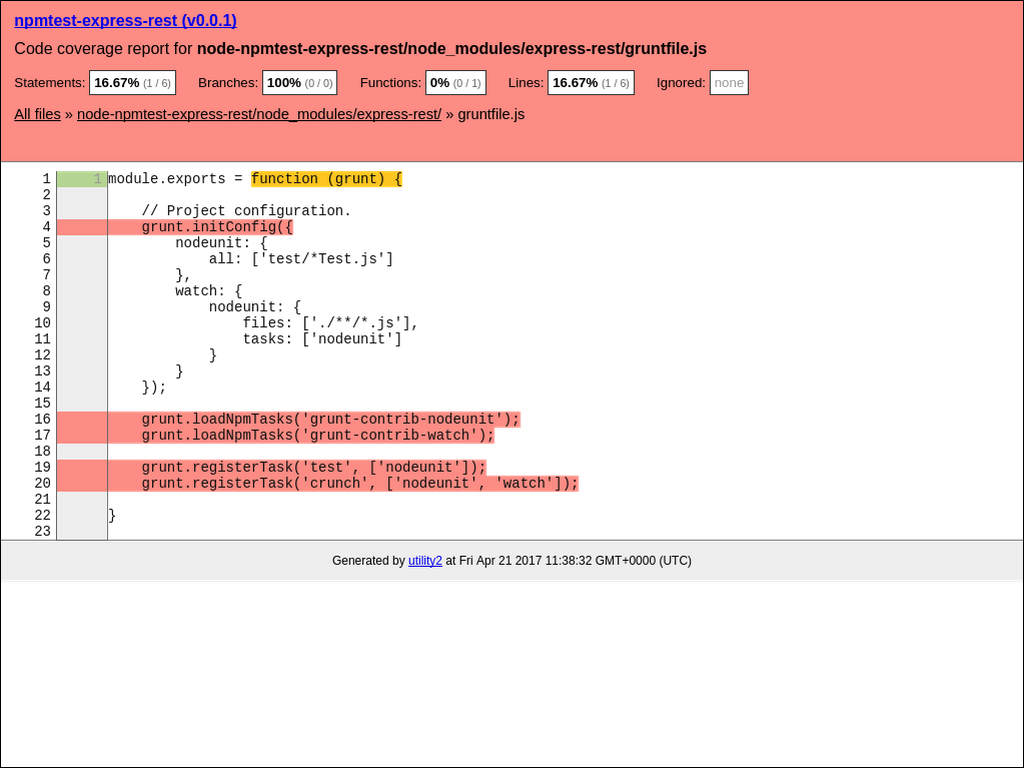 npmtest-express-rest (v0.0.1)
Code coverage report for node-npmtest-express-rest/node_modules/express-rest/gruntfile.js
Statements: 16.67% (1 / 6) Branches: 100% (0 / 0) Functions: 0% (0 / 1) Lines: 16.67% (1 / 6) Ignored: none
All files » node-npmtest-express-rest/node_modules/express-rest/ » gruntfile.js
1 1 module.exports = function (grunt) {
2
3     // Project configuration.
4     grunt.initConfig({
5         nodeunit: {
6             all: ['test/*Test.js']
7         },
8         watch: {
9             nodeunit: {
10                 files: ['./**/*.js'],
11                 tasks: ['nodeunit']
12             }
13         }
14     });
15
16     grunt.loadNpmTasks('grunt-contrib-nodeunit');
17     grunt.loadNpmTasks('grunt-contrib-watch');
18
19     grunt.registerTask('test', ['nodeunit']);
20     grunt.registerTask('crunch', ['nodeunit', 'watch']);
21
22 }
23
Generated by utility2 at Fri Apr 21 2017 11:38:32 GMT+0000 (UTC)